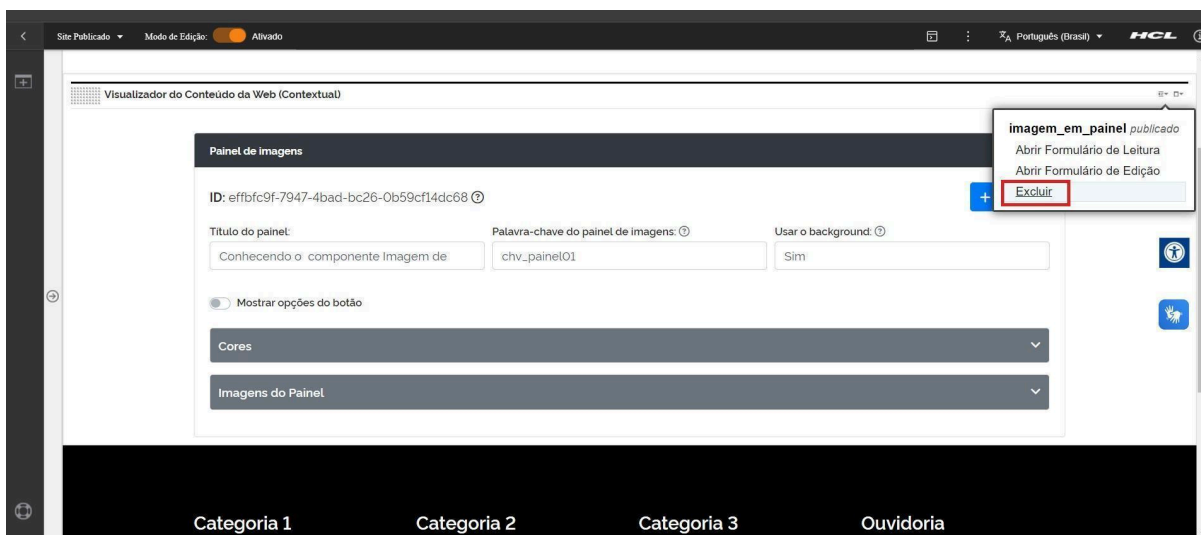 Site Publicado
Modo de Edição:
Ativado
Português (Brasil)
HCL
Visualizador do Conteúdo da Web (Contextual)
imagem_em_painel publicado
Abrir Formulário de Leitura
Abrir Formulário de Edição
Excluir
Painel de imagens
ID: effbfc9f-7947-4bad-bc26-0b59cf14dc68
+
Título do painel:
Palavra-chave do painel de imagens:
Usar o background:
Conhecendo o componente Imagem de
chv_painel01
Sim
Mostrar opções do botão
Cores
Imagens do Painel
Categoria 1
Categoria 2
Categoria 3
Ouvidoria